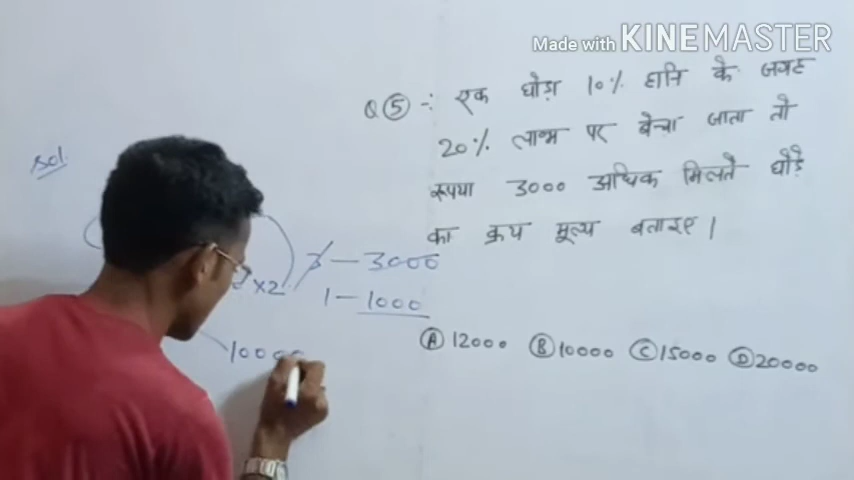 Made with KINEMASTER
Q ⑤ -: एक घोड़ा 10% हानि के जगह
20% लाभ पर बेचा जाता तो
रूपया 3000 अधिक मिलते घोड़े
का क्रय मूल्य बताइए।
Sol.
3 — 3000
×2
1 — 1000
10000
Ⓐ 12000 Ⓑ 10000 Ⓒ 15000 Ⓓ 20000